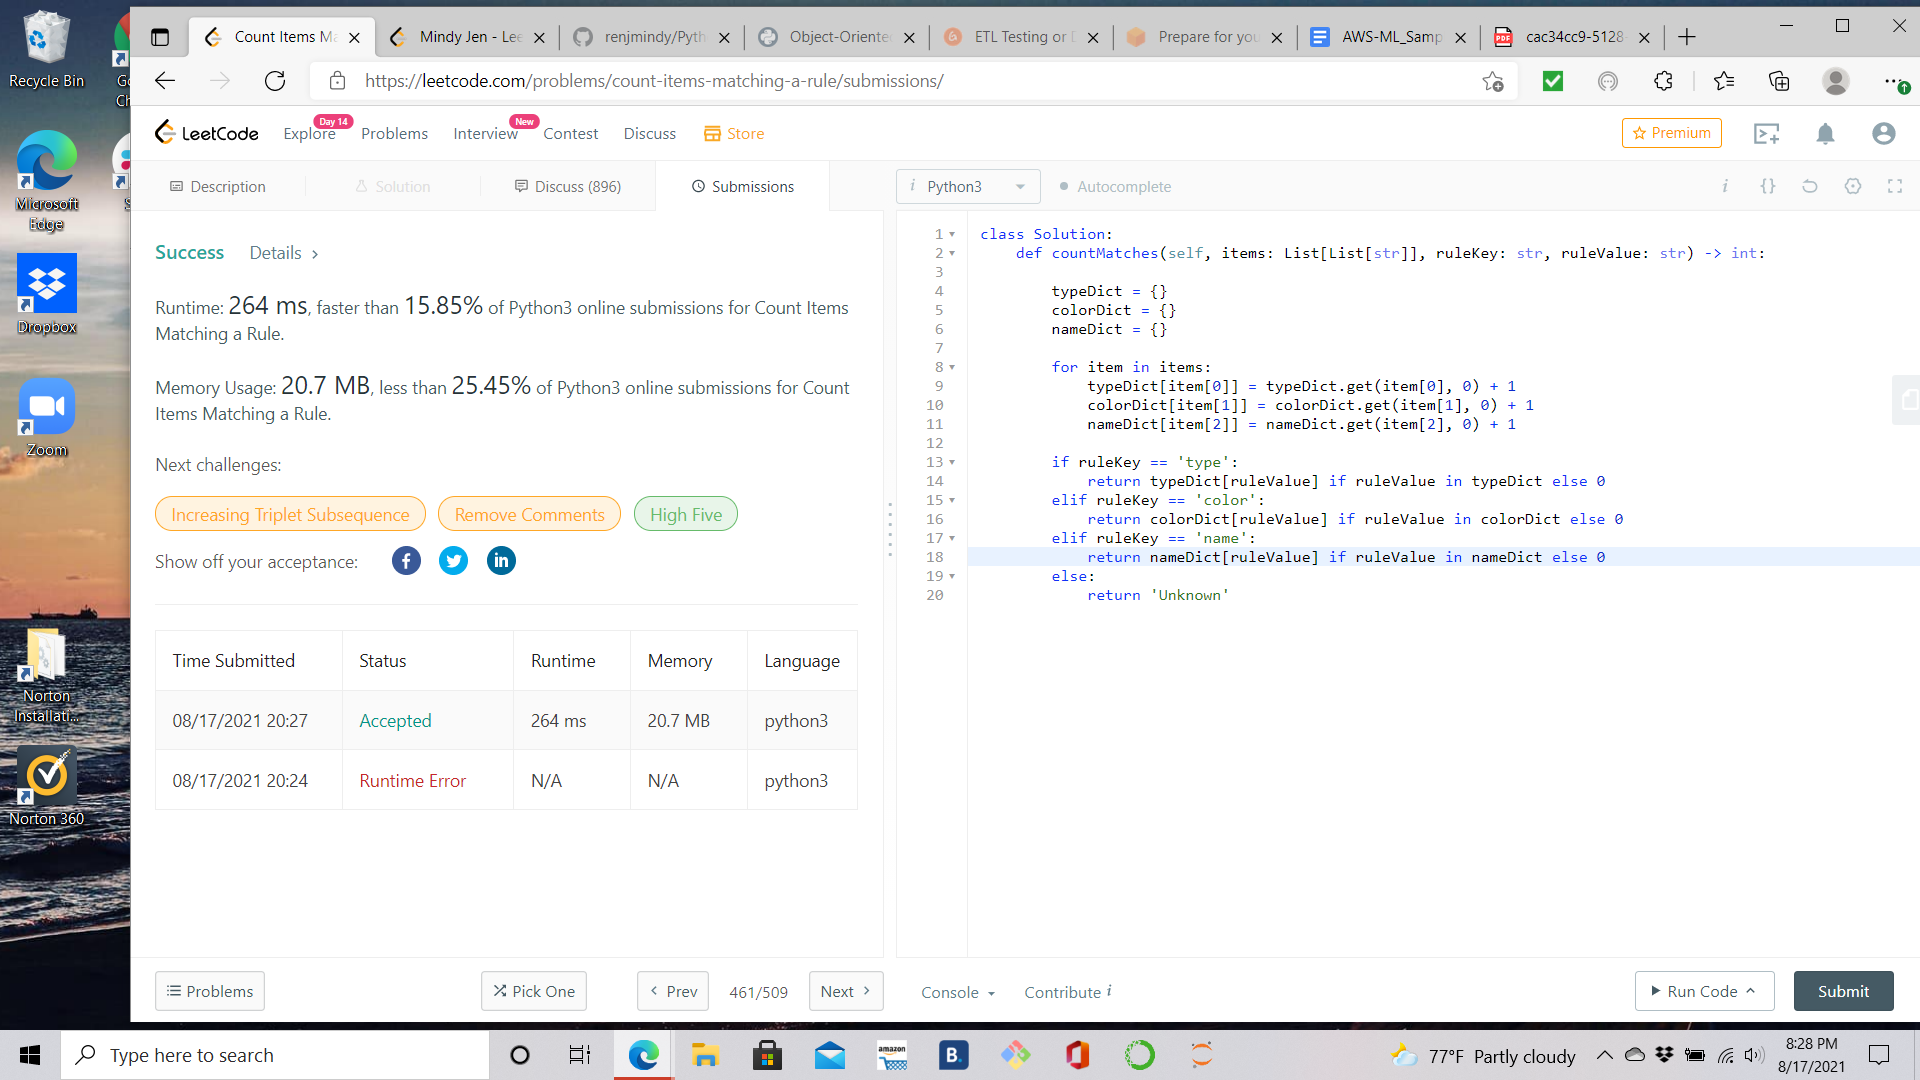 Recycle Bin
Microsoft
Edge
Dropbox
Zoom
Norton
Installati...
Norton 360
Count Items Ma
Mindy Jen - Lee
renjmindy/Pyth
Object-Oriente
ETL Testing or D
Prepare for you
AWS-ML_Samp
cac34cc9-5128-
https://leetcode.com/problems/count-items-matching-a-rule/submissions/
LeetCode
Explore
Day 14
Problems
Interview
New
Contest
Discuss
Store
Premium
Description
Solution
Discuss (896)
Submissions
i Python3
Autocomplete
i {}
Success Details >
Runtime: 264 ms, faster than 15.85% of Python3 online submissions for Count Items
Matching a Rule.
Memory Usage: 20.7 MB, less than 25.45% of Python3 online submissions for Count
Items Matching a Rule.
Next challenges:
Increasing Triplet Subsequence
Remove Comments
High Five
Show off your acceptance:
Time Submitted Status Runtime Memory Language
08/17/2021 20:27 Accepted 264 ms 20.7 MB python3
08/17/2021 20:24 Runtime Error N/A N/A python3
1 class Solution:
2 def countMatches(self, items: List[List[str]], ruleKey: str, ruleValue: str) -> int:
3
4 typeDict = {}
5 colorDict = {}
6 nameDict = {}
7
8 for item in items:
9 typeDict[item[0]] = typeDict.get(item[0], 0) + 1
10 colorDict[item[1]] = colorDict.get(item[1], 0) + 1
11 nameDict[item[2]] = nameDict.get(item[2], 0) + 1
12
13 if ruleKey == 'type':
14 return typeDict[ruleValue] if ruleValue in typeDict else 0
15 elif ruleKey == 'color':
16 return colorDict[ruleValue] if ruleValue in colorDict else 0
17 elif ruleKey == 'name':
18 return nameDict[ruleValue] if ruleValue in nameDict else 0
19 else:
20 return 'Unknown'
Problems
Pick One
< Prev
461/509
Next >
Console
Contribute i
Run Code
Submit
Type here to search
amazon
B.
77°F Partly cloudy
8:28 PM
8/17/2021